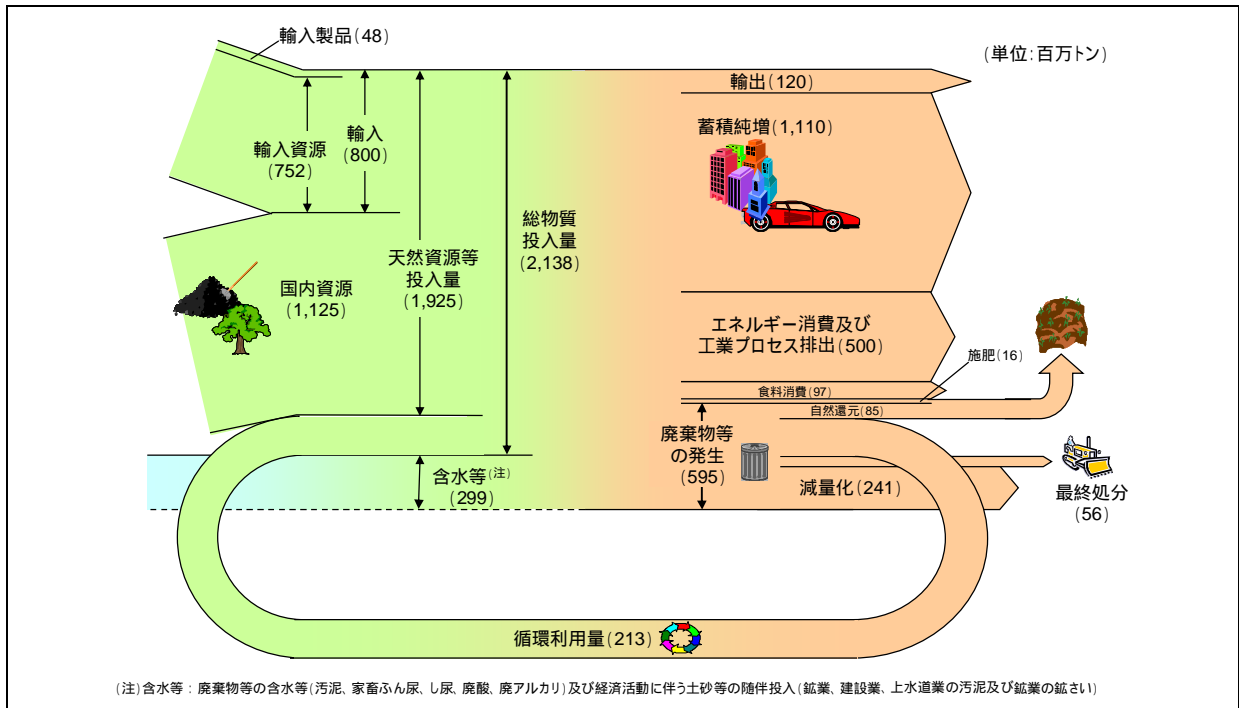 輸入製品(48)
(単位:百万トン)
輸出(120)
蓄積純増(1,110)
輸入
(800)
輸入資源
(752)
総物質
投入量
(2,138)
天然資源等
投入量
(1,925)
国内資源
(1,125)
エネルギー消費及び
工業プロセス排出(500)
施肥(16)
食料消費(97)
自然還元(85)
廃棄物等
の発生
(595)
含水等(注)
(299)
減量化(241)
最終処分
(56)
循環利用量(213)
(注)含水等:廃棄物等の含水等(汚泥、家畜ふん尿、し尿、廃酸、廃アルカリ)及び経済活動に伴う土砂等の随伴投入(鉱業、建設業、上水道業の汚泥及び鉱業の鉱さい)